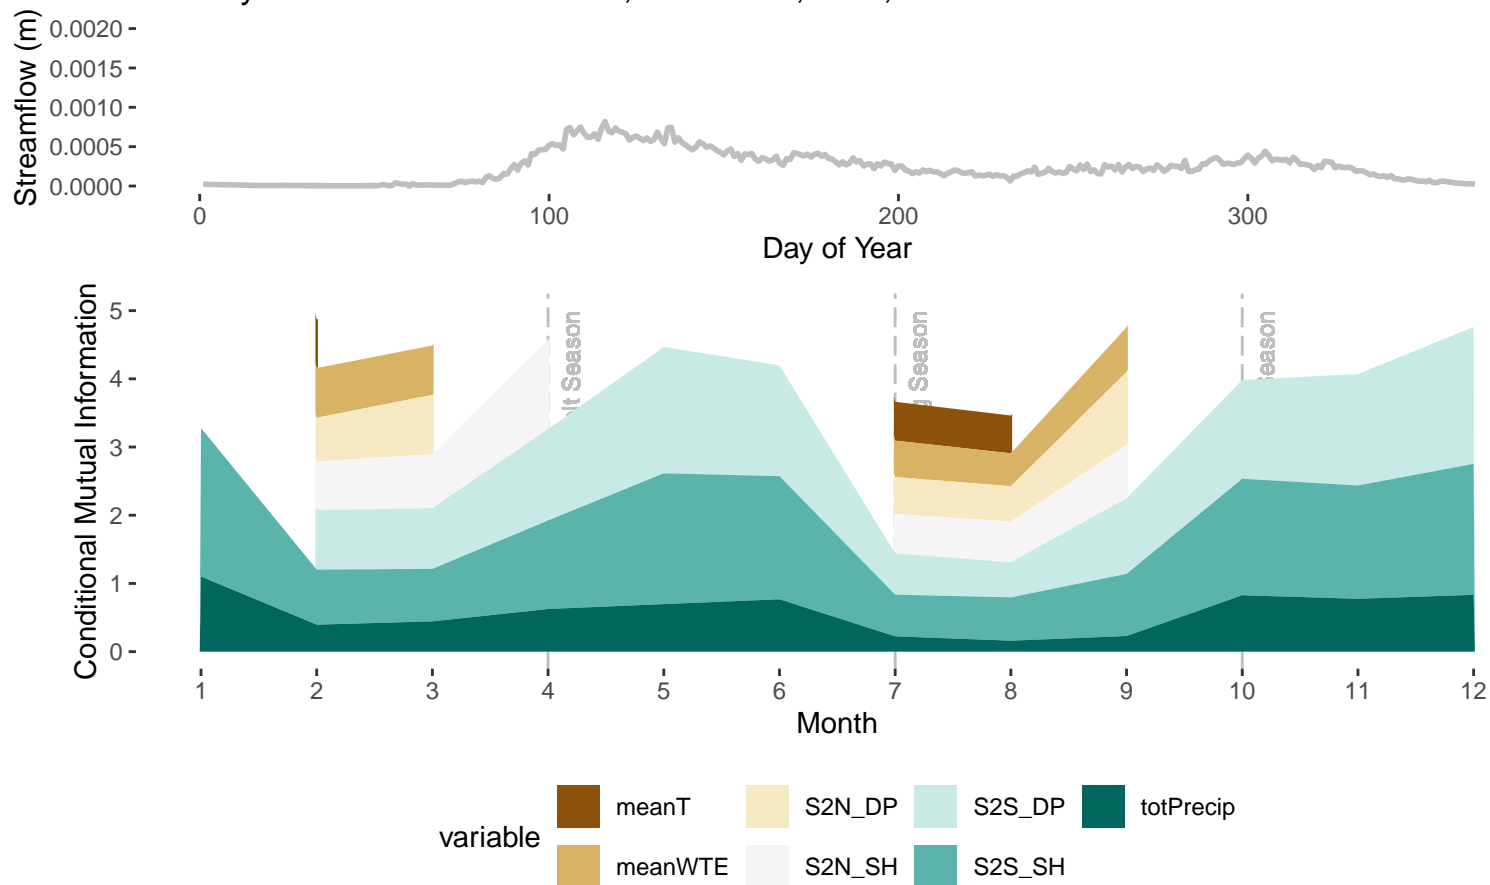 Streamflow (m)
0.0020
0.0015
0.0010
0.0005
0.0000
0 100 200 300
Day of Year
Conditional Mutual Information
5
4
3
2
1
0
Season
Season
1 2 3 4 5 6 7 8 9 10 11 12
Month
variable
meanT S2N_DP S2S_DP totPrecip
meanWTE S2N_SH S2S_SH